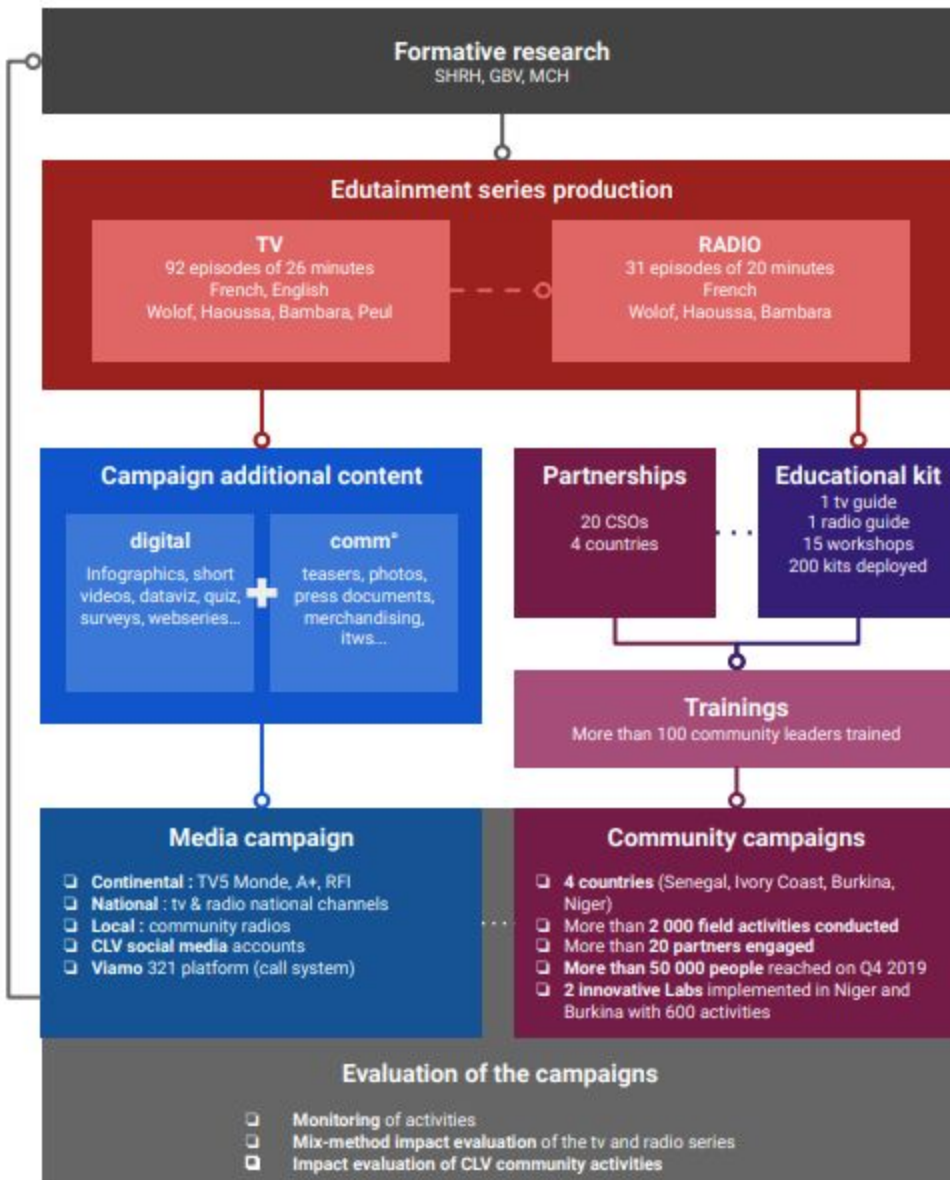 Formative research
SHRH, GBV, MCH
Edutainment series production
TV
92 episodes of 26 minutes
French, English
Wolof, Haoussa, Bambara, Peul
RADIO
31 episodes of 20 minutes
French
Wolof, Haoussa, Bambara
Campaign additional content
digital
Infographics, short
videos, dataviz, quiz,
surveys, webseries...
comm°
teasers, photos,
press documents,
merchandising,
itws...
Partnerships
20 CSOs
4 countries
Educational kit
1 tv guide
1 radio guide
15 workshops
200 kits deployed
Trainings
More than 100 community leaders trained
Media campaign
❑ Continental : TV5 Monde, A+, RFI
❑ National : tv & radio national channels
❑ Local : community radios
❑ CLV social media accounts
❑ Viamo 321 platform (call system)
Community campaigns
❑ 4 countries (Senegal, Ivory Coast, Burkina,
Niger)
❑ More than 2 000 field activities conducted
❑ More than 20 partners engaged
❑ More than 50 000 people reached on Q4 2019
❑ 2 innovative Labs implemented in Niger and
Burkina with 600 activities
Evaluation of the campaigns
❑ Monitoring of activities
❑ Mix-method impact evaluation of the tv and radio series
❑ Impact evaluation of CLV community activities